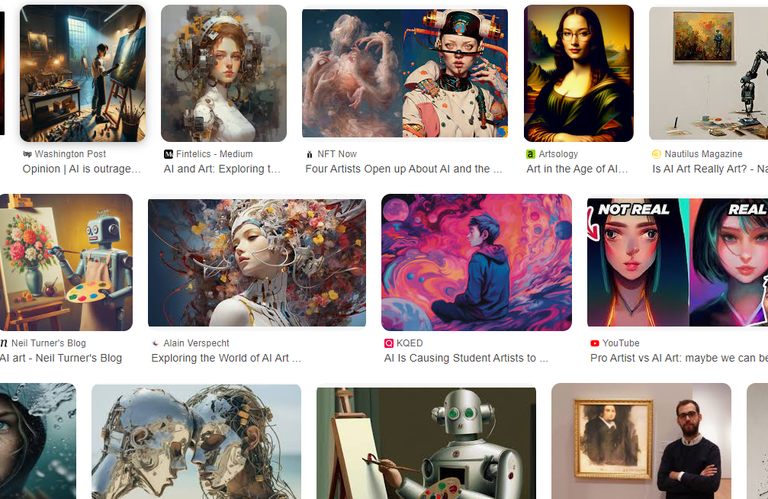 Washington Post
Opinion | AI is outrage...
Fintelics - Medium
AI and Art: Exploring t...
NFT Now
Four Artists Open up About AI and the ...
Artsology
Art in the Age of AI...
Nautilus Magazine
Is AI Art Really Art? - Na
NOT REAL
REAL
Neil Turner's Blog
AI art - Neil Turner's Blog
Alain Verspecht
Exploring the World of AI Art ...
KQED
AI Is Causing Student Artists to ...
YouTube
Pro Artist vs AI Art: maybe we can be